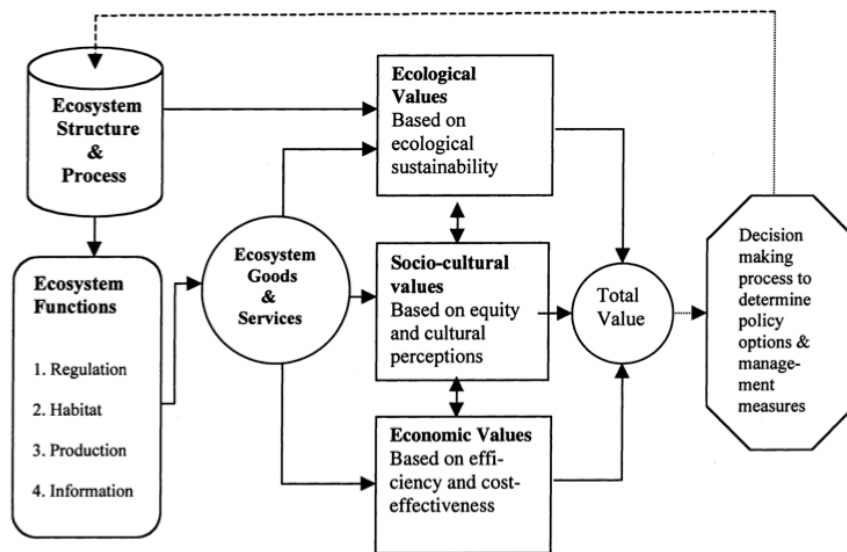 Ecosystem
Structure
&
Process
Ecosystem
Functions
1. Regulation
2. Habitat
3. Production
4. Information
Ecosystem
Goods
&
Services
Ecological
Values
Based on
ecological
sustainability
Socio-cultural
values
Based on equity
and cultural
perceptions
Economic Values
Based on effi-
ciency and cost-
effectiveness
Total
Value
Decision
making
process to
determine
policy
options &
manage-
ment
measures